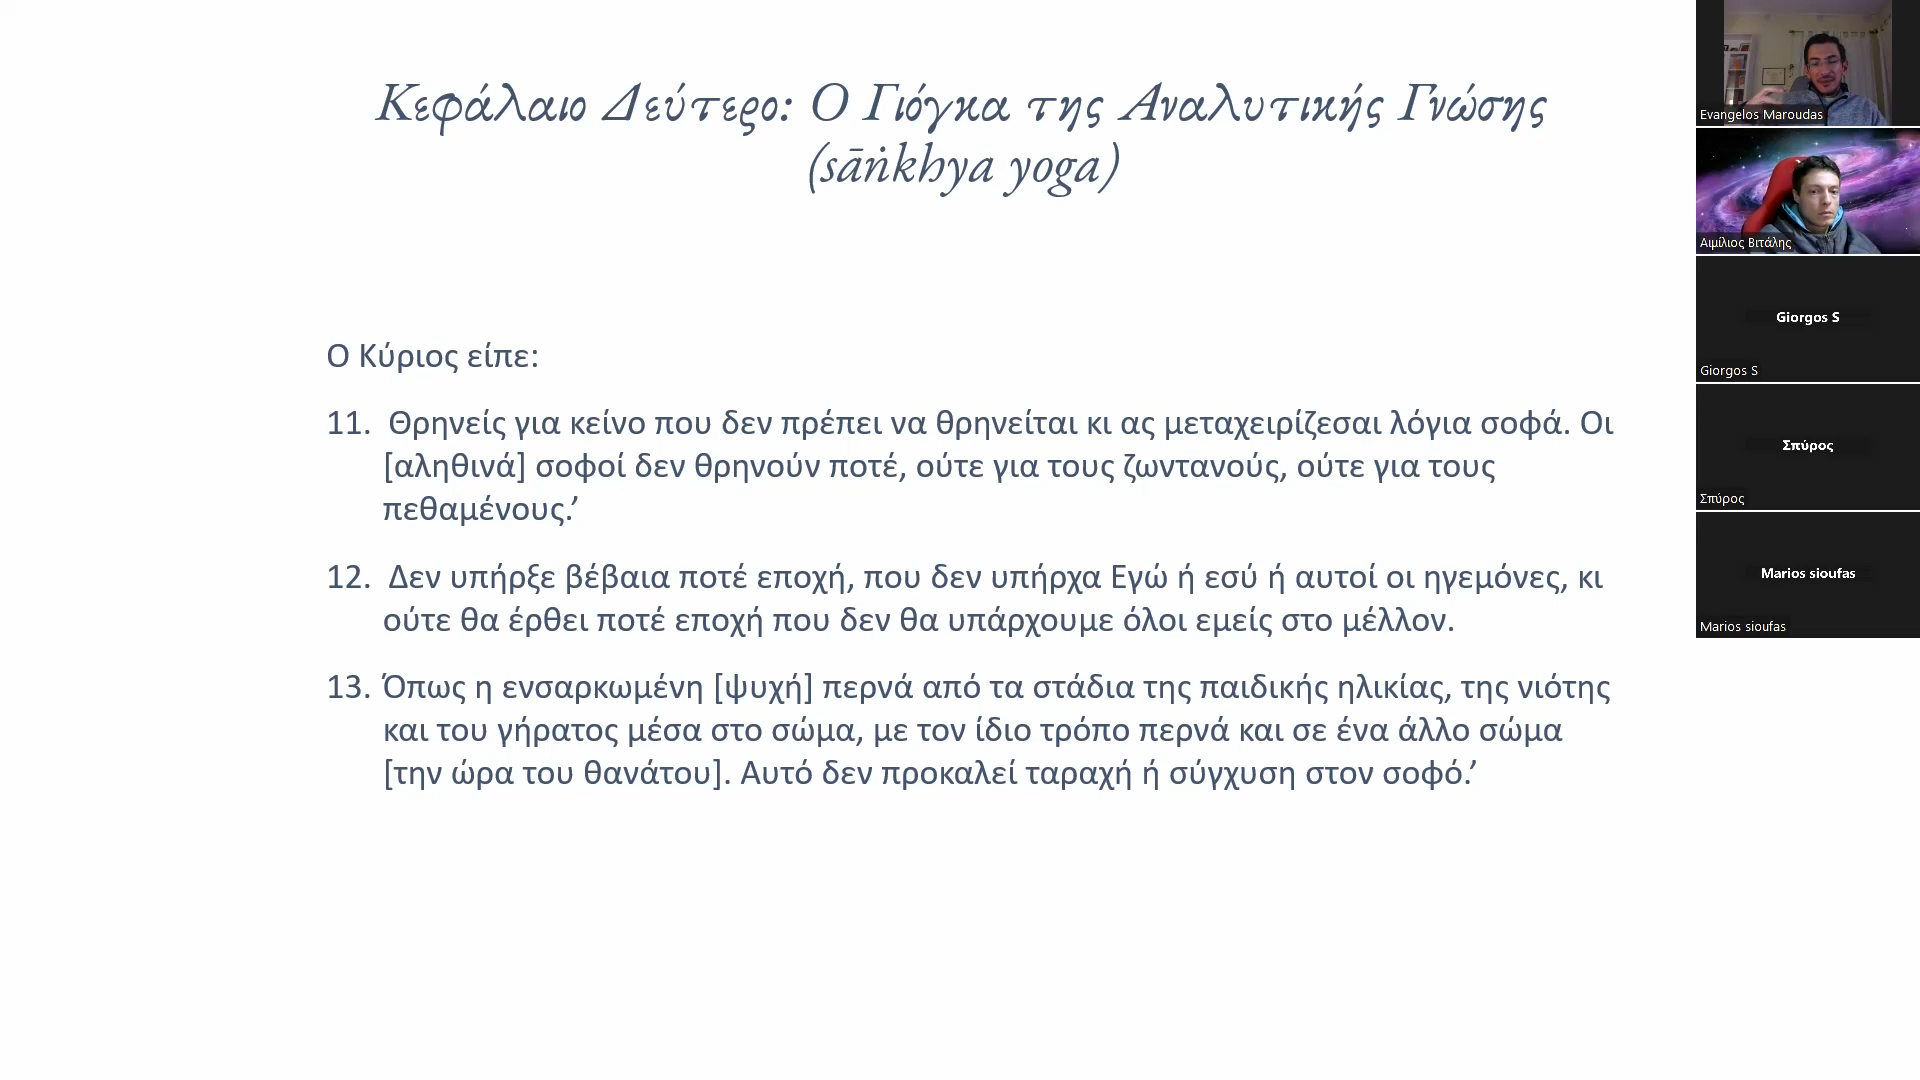 Κεφάλαιο Δεύτερο: Ο Γιόγκα της Αναλυτικής Γνώσης
(sāṅkhya yoga)
Ο Κύριος είπε:
11. Θρηνείς για κείνο που δεν πρέπει να θρηνείται κι ας μεταχειρίζεσαι λόγια σοφά. Οι
[αληθινά] σοφοί δεν θρηνούν ποτέ, ούτε για τους ζωντανούς, ούτε για τους
πεθαμένους.’
12. Δεν υπήρξε βέβαια ποτέ εποχή, που δεν υπήρχα Εγώ ή εσύ ή αυτοί οι ηγεμόνες, κι
ούτε θα έρθει ποτέ εποχή που δεν θα υπάρχουμε όλοι εμείς στο μέλλον.
13. Όπως η ενσαρκωμένη [ψυχή] περνά από τα στάδια της παιδικής ηλικίας, της νιότης
και του γήρατος μέσα στο σώμα, με τον ίδιο τρόπο περνά και σε ένα άλλο σώμα
[την ώρα του θανάτου]. Αυτό δεν προκαλεί ταραχή ή σύγχυση στον σοφό.’
Evangelos Maroudas
Αιμίλιος Βιτάλης
Giorgos S
Giorgos S
Σπύρος
Σπύρος
Marios sioufas
Marios sioufas